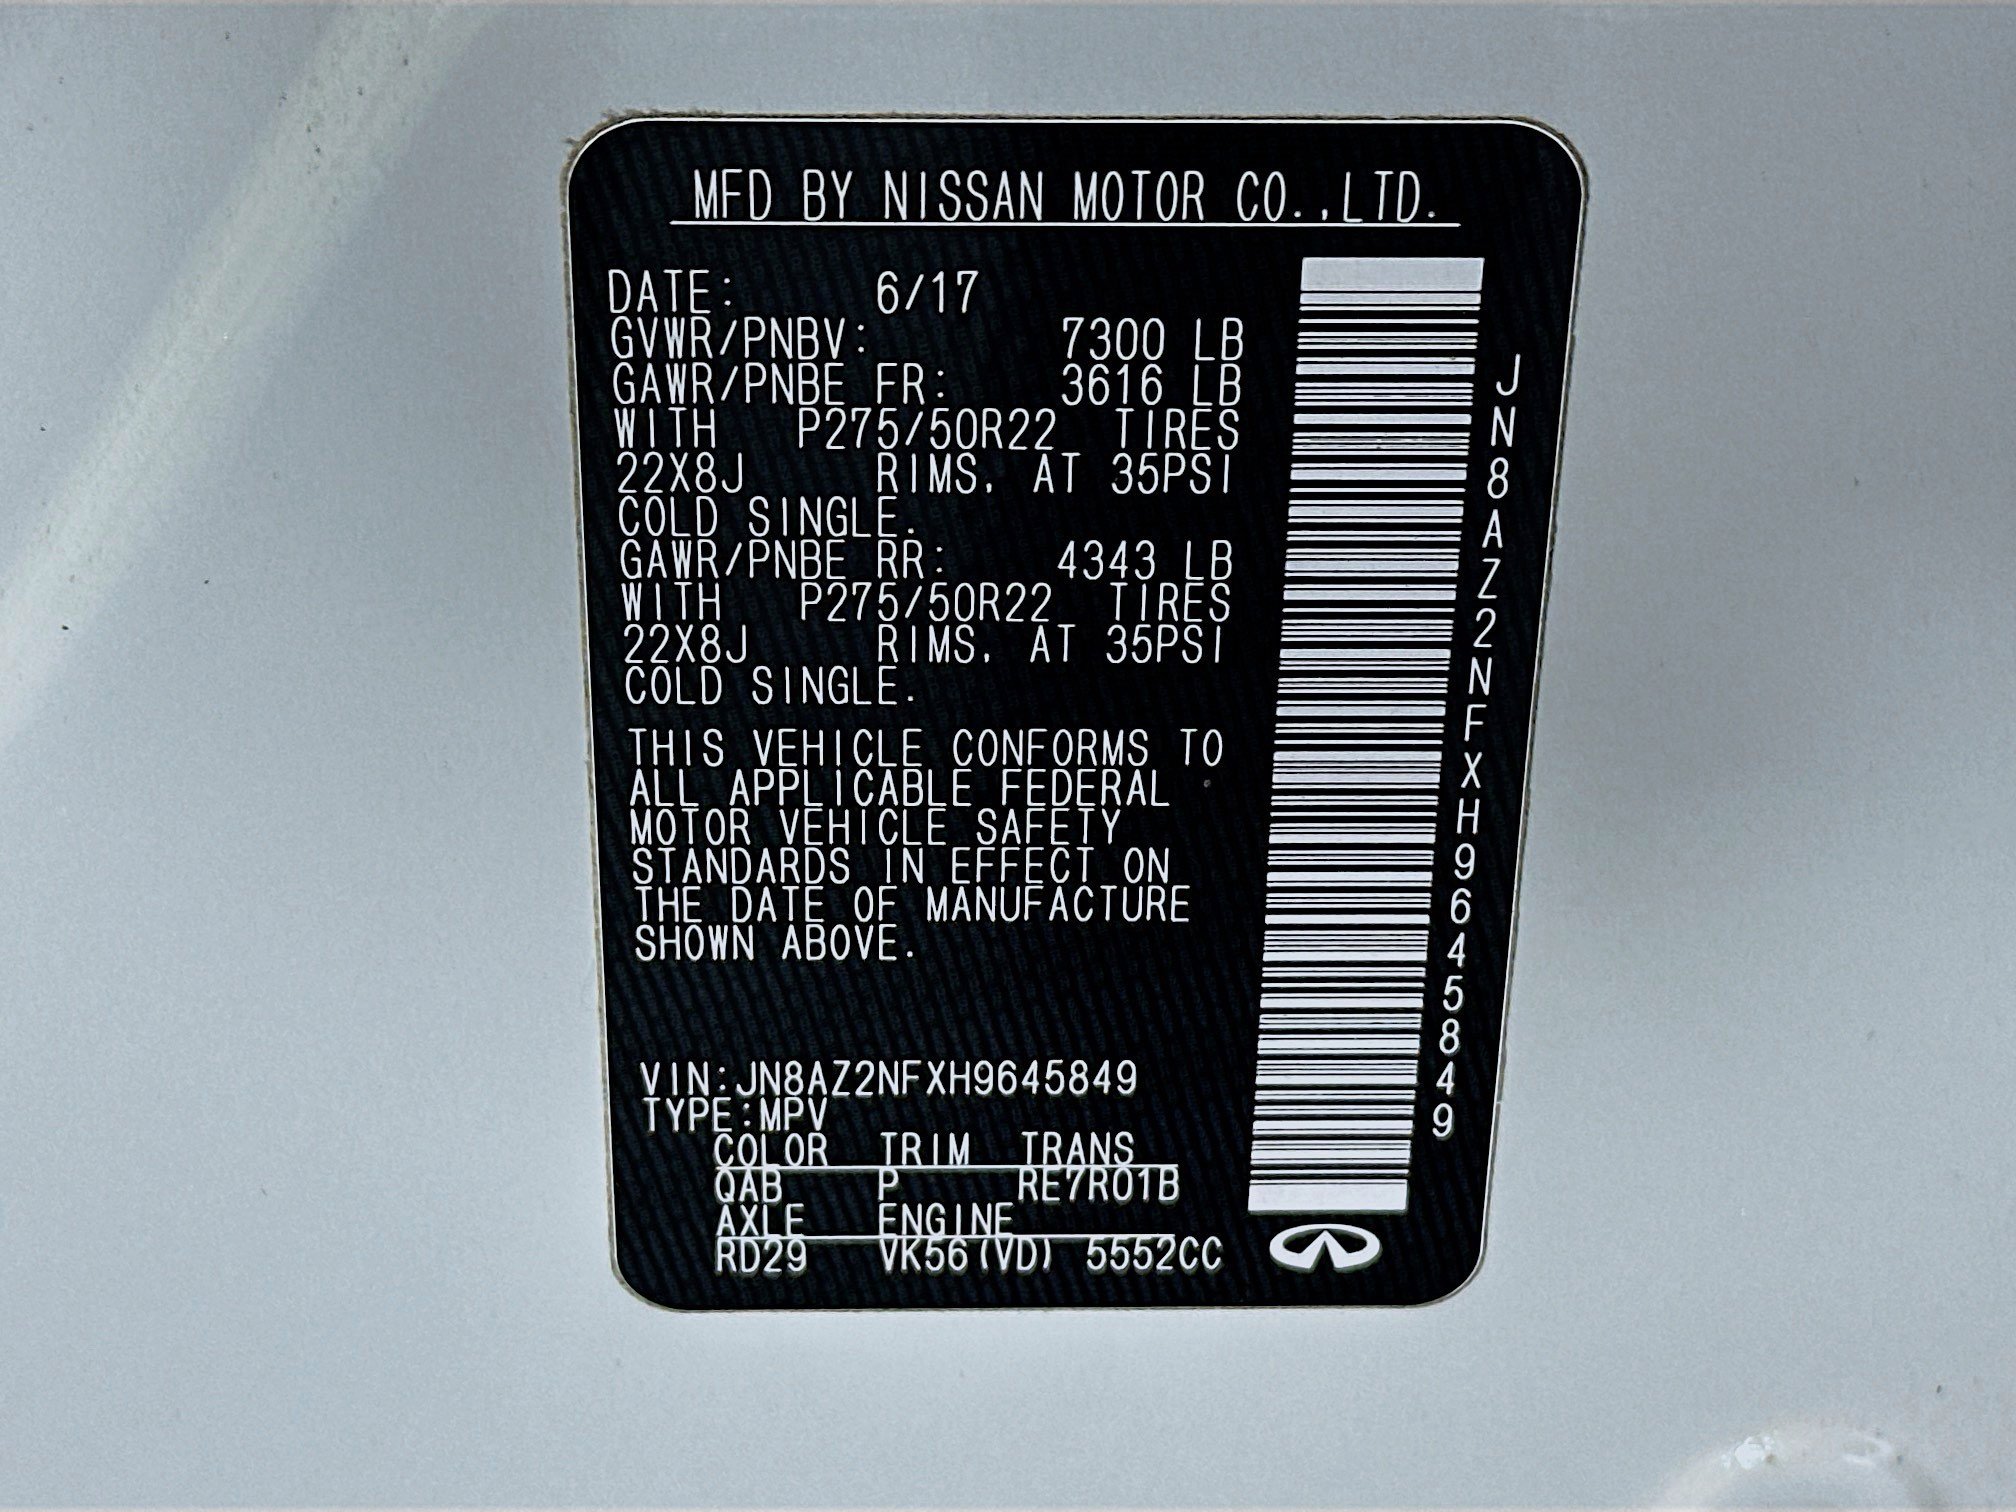 MFD BY NISSAN MOTOR CO.,LTD.
DATE: 6/17
GVWR/PNBV: 7300 LB
GAWR/PNBE FR: 3616 LB
WITH P275/50R22 TIRES
22X8J RIMS, AT 35PSI
COLD SINGLE.
GAWR/PNBE RR: 4343 LB
WITH P275/50R22 TIRES
22X8J RIMS, AT 35PSI
COLD SINGLE.
THIS VEHICLE CONFORMS TO
ALL APPLICABLE FEDERAL
MOTOR VEHICLE SAFETY
STANDARDS IN EFFECT ON
THE DATE OF MANUFACTURE
SHOWN ABOVE.
VIN:JN8AZ2NFXH9645849
TYPE:MPV
COLOR TRIM TRANS
QAB P RE7R01B
AXLE ENGINE
RD29 VK56(VD) 5552CC
JN8AZ2NFXH9645849